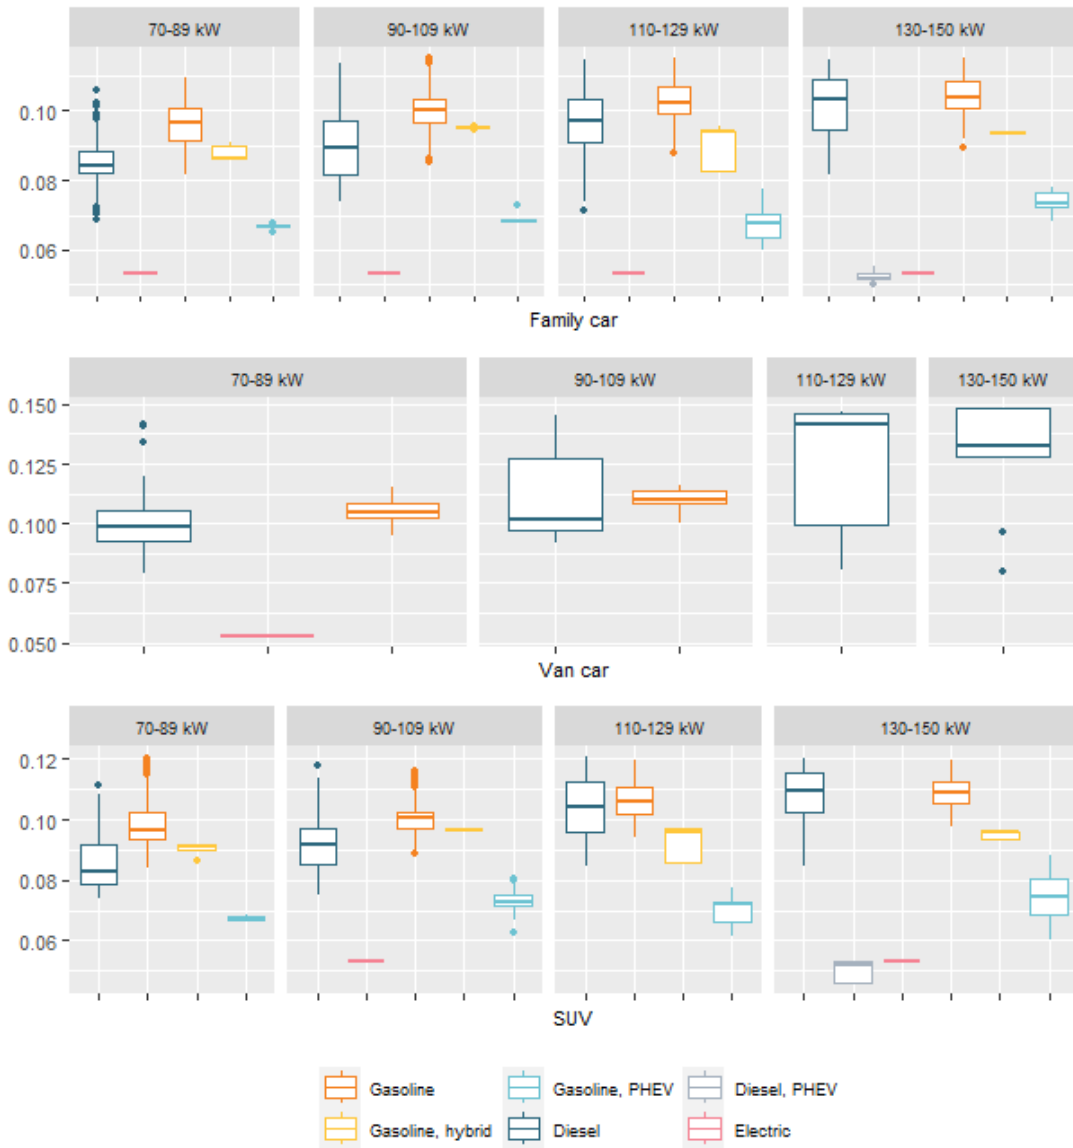 70-89 kW 90-109 kW 110-129 kW 130-150 kW
0.10
0.08
0.06
Family car
70-89 kW 90-109 kW 110-129 kW 130-150 kW
0.150
0.125
0.100
0.075
0.050
Van car
70-89 kW 90-109 kW 110-129 kW 130-150 kW
0.12
0.10
0.08
0.06
SUV
Gasoline Gasoline, PHEV Diesel, PHEV
Gasoline, hybrid Diesel Electric